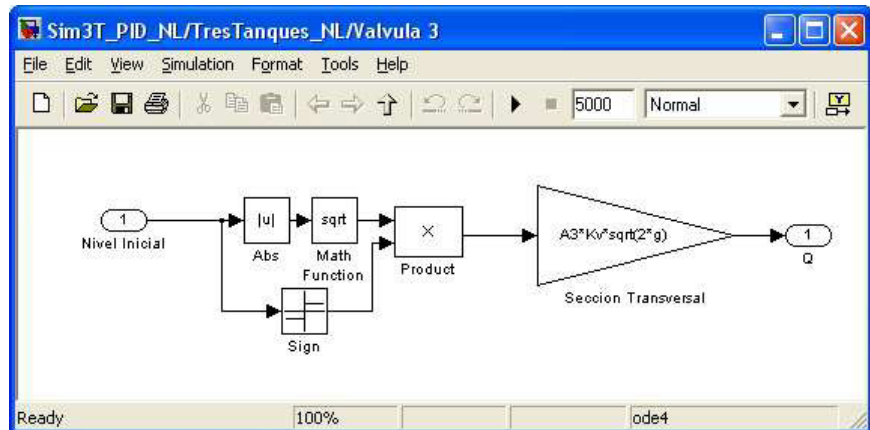 Sim3T_PID_NL/TresTanques_NL/Valvula 3
File Edit View Simulation Format Tools Help
5000 Normal
1
Nivel Inicial
|u|
Abs
sqrt
Math
Function
×
Product
Sign
A3*Kv*sqrt(2*g)
Seccion Transversal
1
Q
Ready 100% ode4